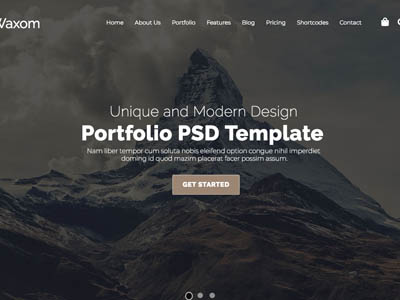 Waxom
Home About Us Portfolio Features Blog Pricing Shortcodes Contact
Unique and Modern Design
Portfolio PSD Template
Nam liber tempor cum soluta nobis eleifend option congue nihil imperdiet
doming id quod mazim placerat facer possim assum.
GET STARTED